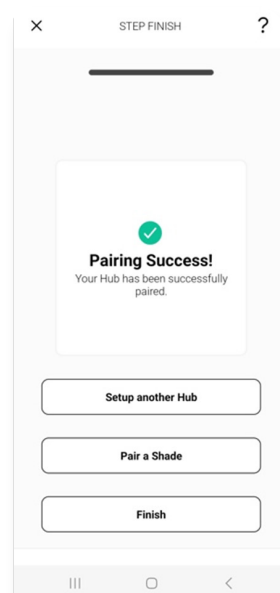 STEP FINISH
?
Pairing Success!
Your Hub has been successfully
paired.
Setup another Hub
Pair a Shade
Finish